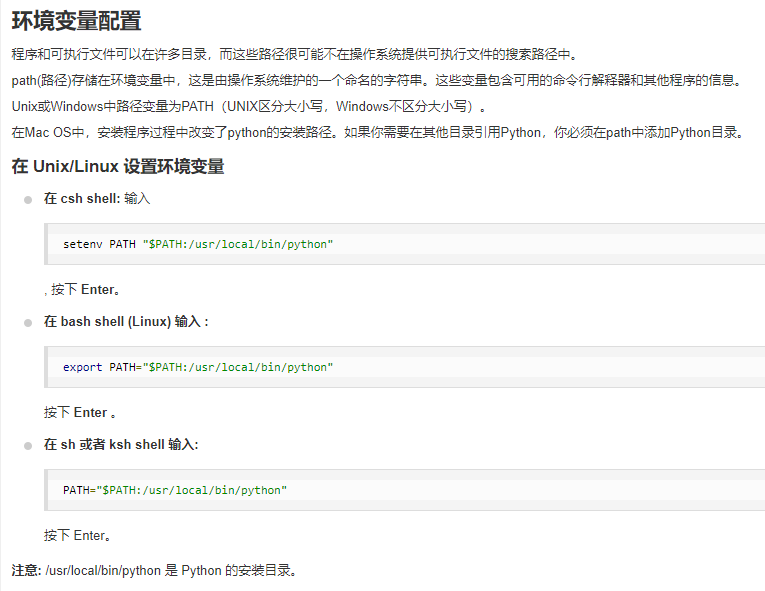 环境变量配置
程序和可执行文件可以在许多目录，而这些路径很可能不在操作系统提供可执行文件的搜索路径中。
path(路径)存储在环境变量中，这是由操作系统维护的一个命名的字符串。这些变量包含可用的命令行解释器和其他程序的信息。
Unix或Windows中路径变量为PATH（UNIX区分大小写，Windows不区分大小写）。
在Mac OS中，安装程序过程中改变了python的安装路径。如果你需要在其他目录引用Python，你必须在path中添加Python目录。
在 Unix/Linux 设置环境变量
在 csh shell: 输入
setenv PATH "$PATH:/usr/local/bin/python"
, 按下 Enter。
在 bash shell (Linux) 输入 :
export PATH="$PATH:/usr/local/bin/python"
按下 Enter 。
在 sh 或者 ksh shell 输入:
PATH="$PATH:/usr/local/bin/python"
按下 Enter。
注意: /usr/local/bin/python 是 Python 的安装目录。